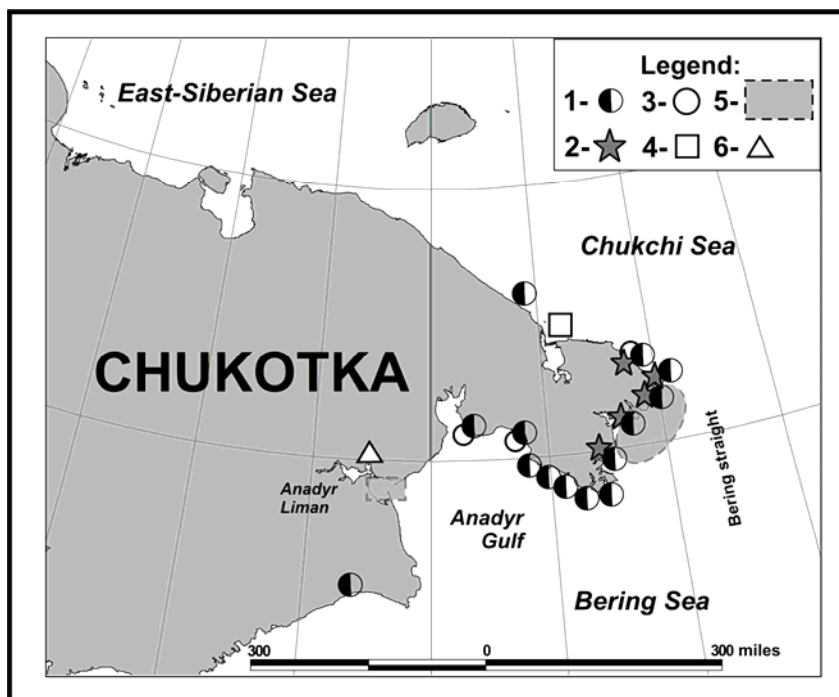 Legend:
1- 3- 5-
2- 4- 6-
East-Siberian Sea
Chukchi Sea
CHUKOTKA
Bering straight
Anadyr
Liman
Anadyr
Gulf
Bering Sea
300 0 300 miles